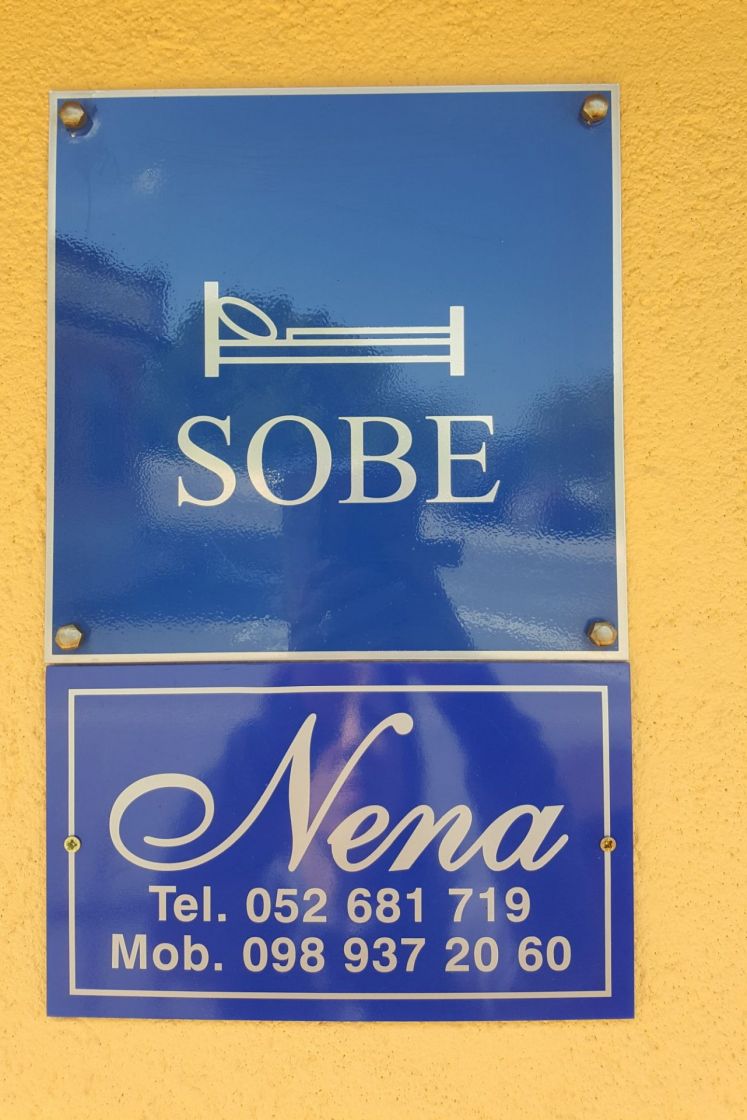 SOBE
Nena
Tel. 052 681 719
Mob. 098 937 20 60